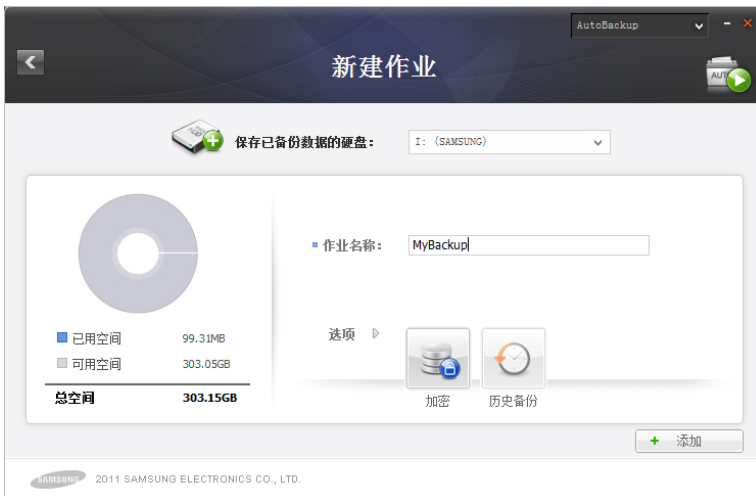 AutoBackup
新建作业
AUTO
保存已备份数据的硬盘：
I: (SAMSUNG)
作业名称：
MyBackup
已用空间 99.31MB
可用空间 303.05GB
总空间 303.15GB
选项
加密
历史备份
+ 添加
SAMSUNG 2011 SAMSUNG ELECTRONICS CO., LTD.